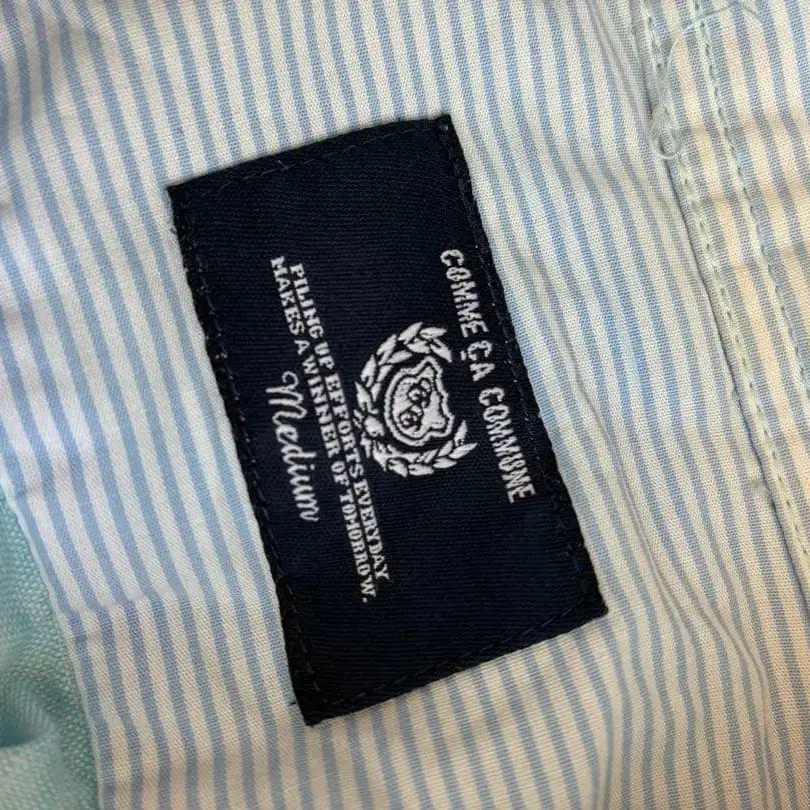 COMME ÇA COMMUNE
PILING UP EFFORTS EVERYDAY
MAKES A WINNER OF TOMORROW.
Medium